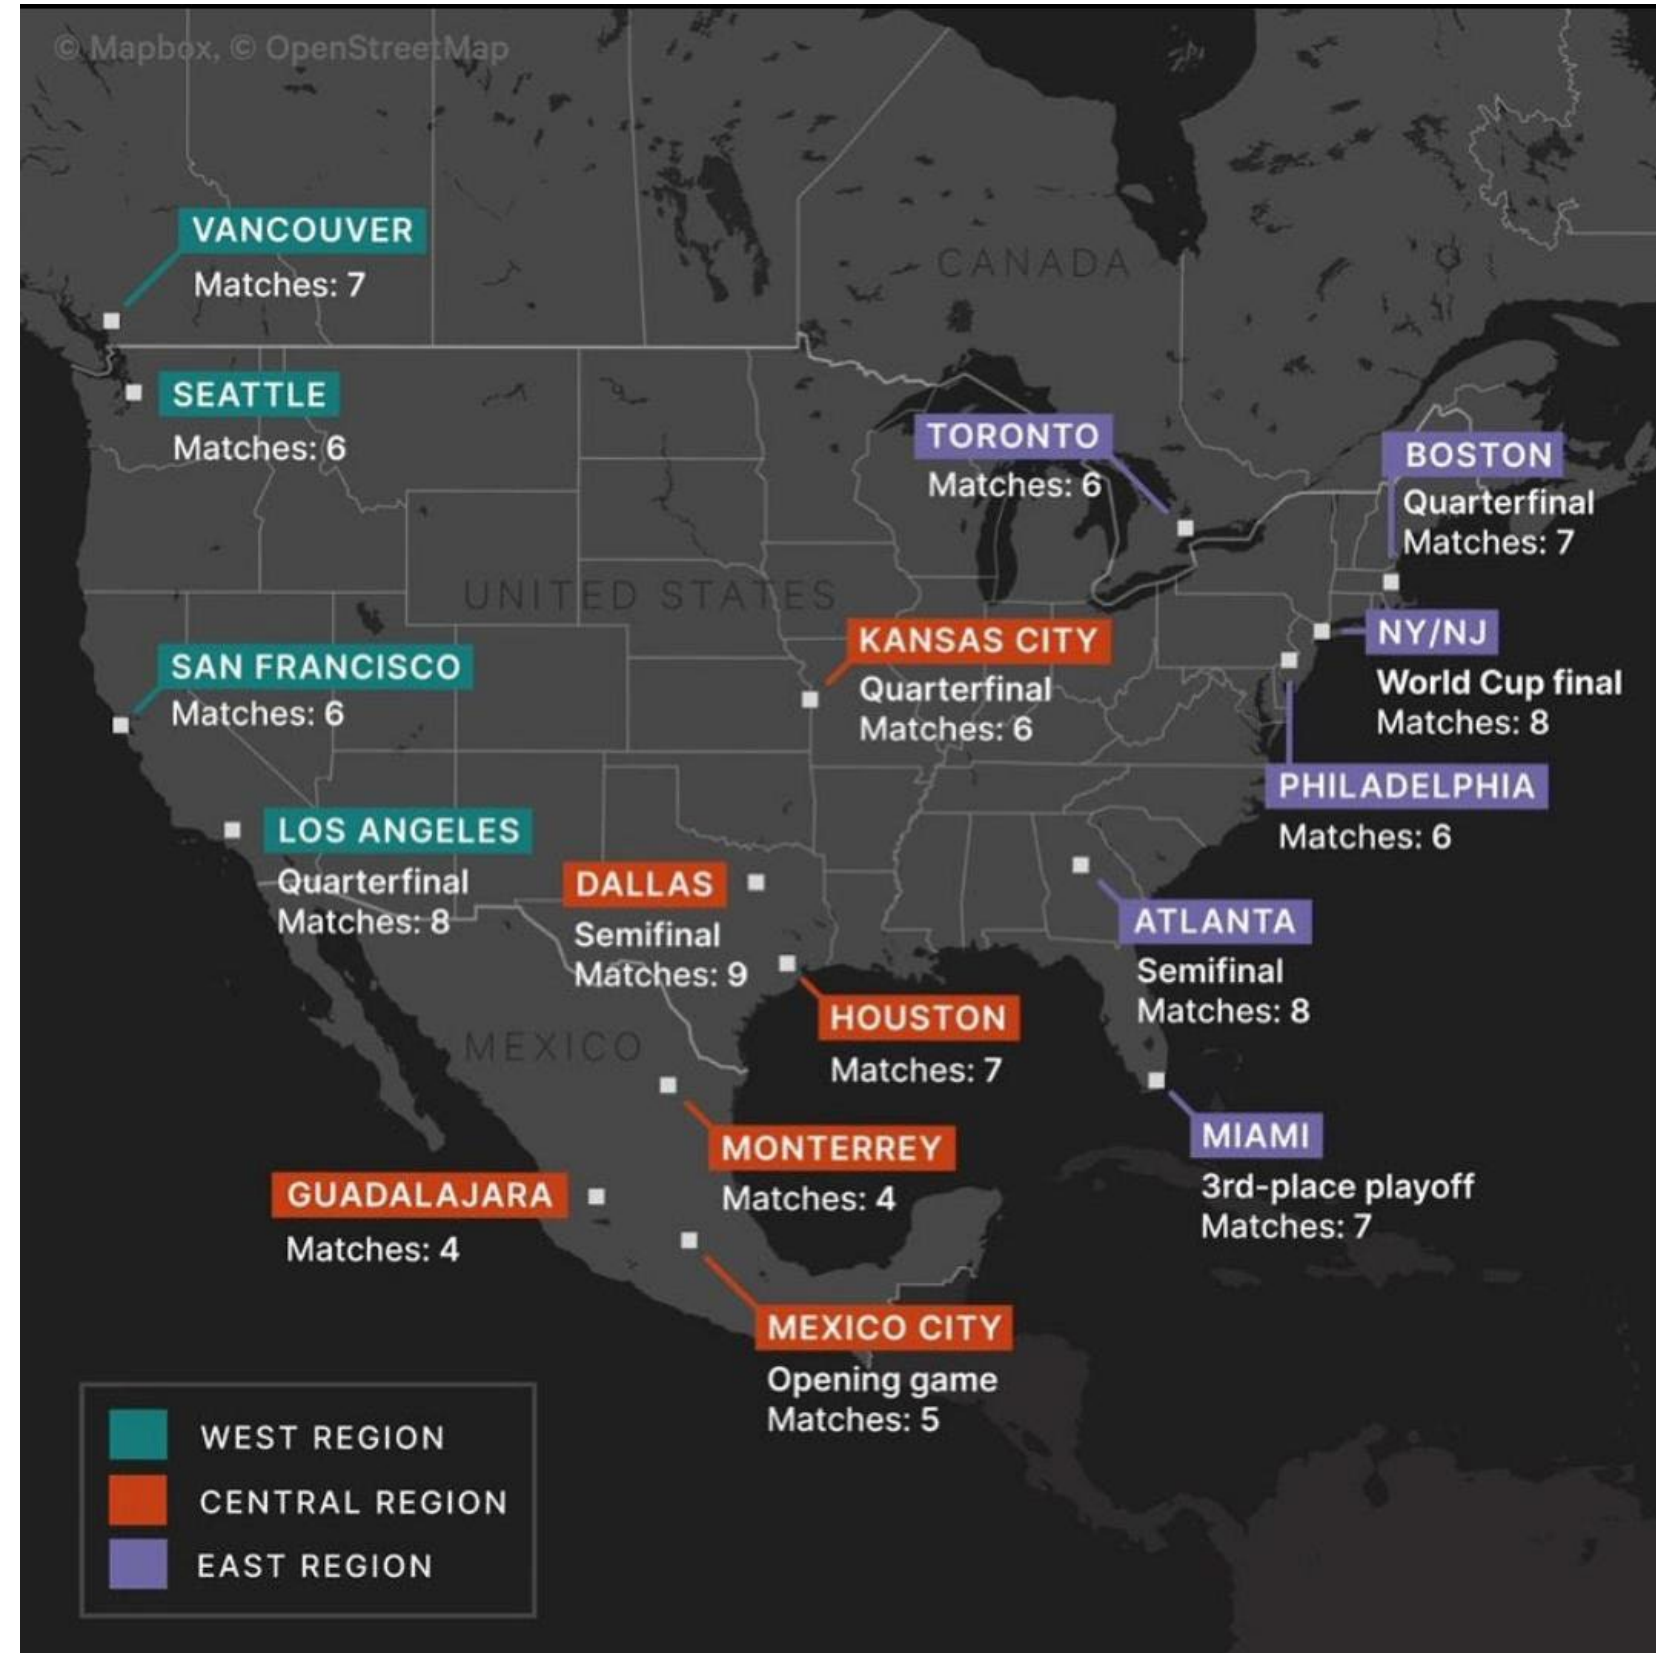 © Mapbox, © OpenStreetMap
VANCOUVER
Matches: 7
CANADA
SEATTLE
Matches: 6
TORONTO
Matches: 6
BOSTON
Quarterfinal
Matches: 7
UNITED STATES
NY/NJ
World Cup final
Matches: 8
KANSAS CITY
Quarterfinal
Matches: 6
SAN FRANCISCO
Matches: 6
PHILADELPHIA
Matches: 6
LOS ANGELES
Quarterfinal
Matches: 8
DALLAS
Semifinal
Matches: 9
ATLANTA
Semifinal
Matches: 8
HOUSTON
Matches: 7
MEXICO
MONTERREY
Matches: 4
MIAMI
3rd-place playoff
Matches: 7
GUADALAJARA
Matches: 4
MEXICO CITY
Opening game
Matches: 5
WEST REGION
CENTRAL REGION
EAST REGION